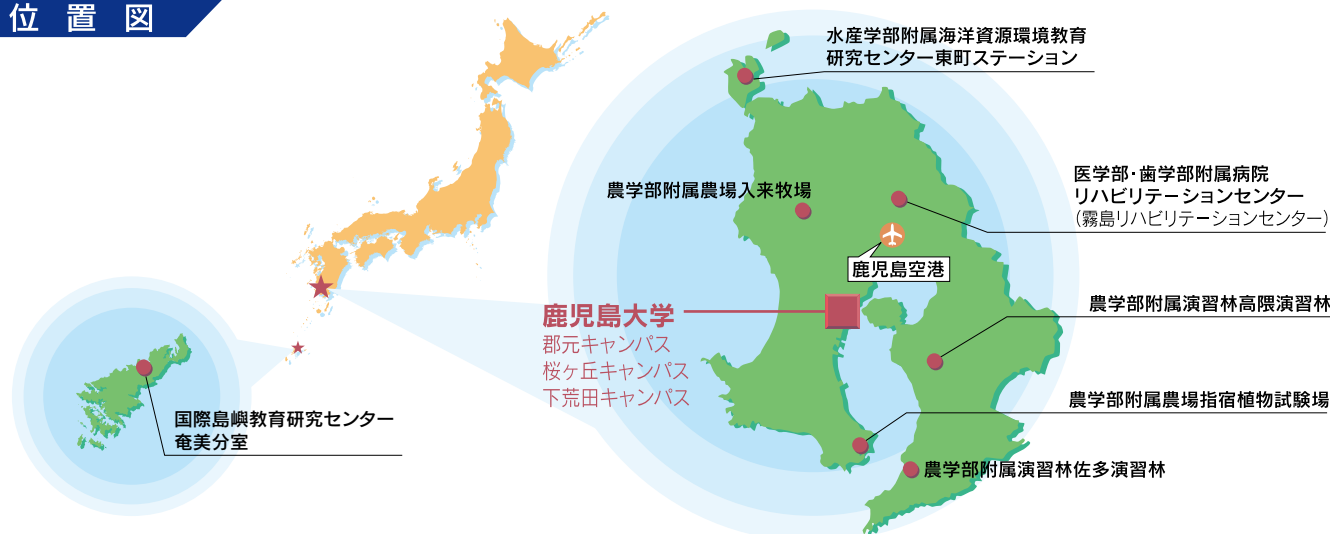 位置図
水産学部附属海洋資源環境教育
研究センター東町ステーション
医学部・歯学部附属病院
リハビリテーションセンター
(霧島リハビリテーションセンター)
農学部附属農場入来牧場
鹿児島空港
農学部附属演習林高隈演習林
鹿児島大学
郡元キャンパス
桜ヶ丘キャンパス
下荒田キャンパス
農学部附属農場指宿植物試験場
国際島嶼教育研究センター
奄美分室
農学部附属演習林佐多演習林